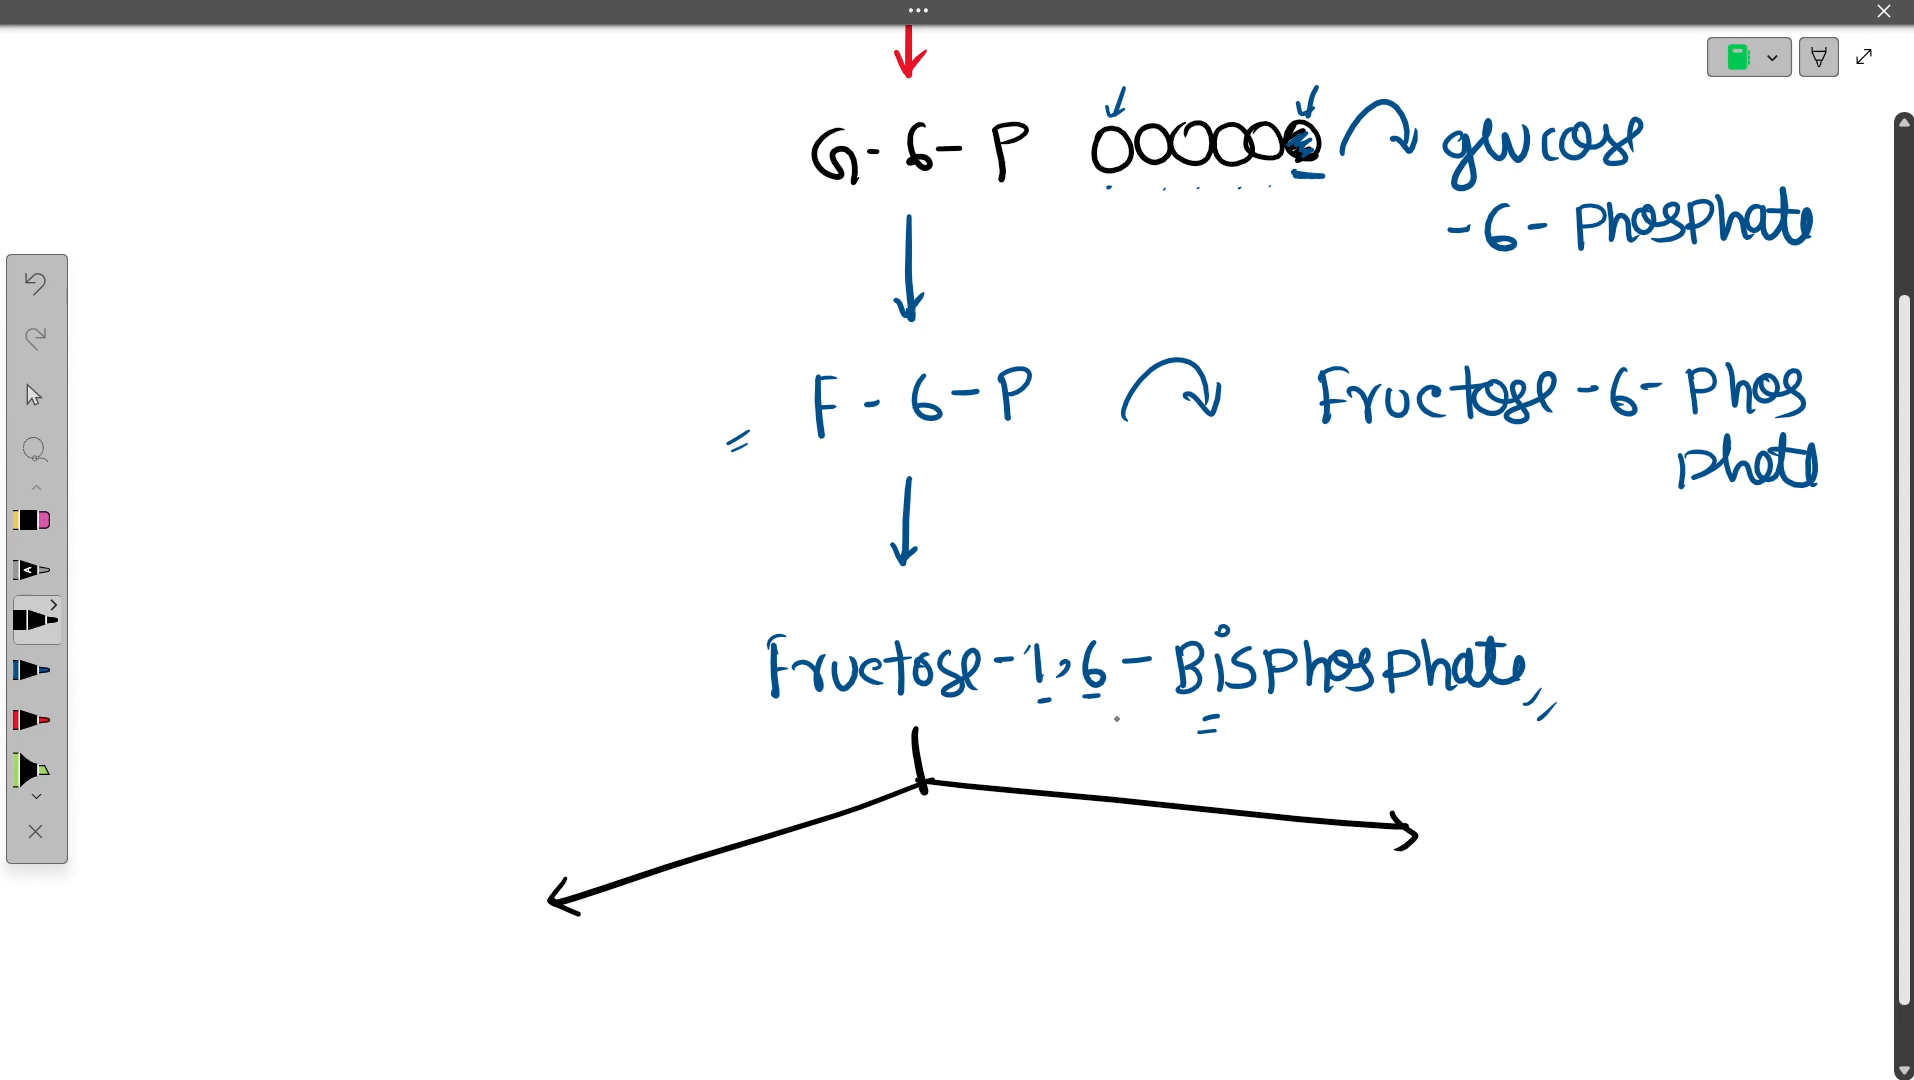 G-6-P
glucose
-6-Phosphate
F-6-P
Fructose-6-Phos
phate
Fructose-1,6-Bisphosphate